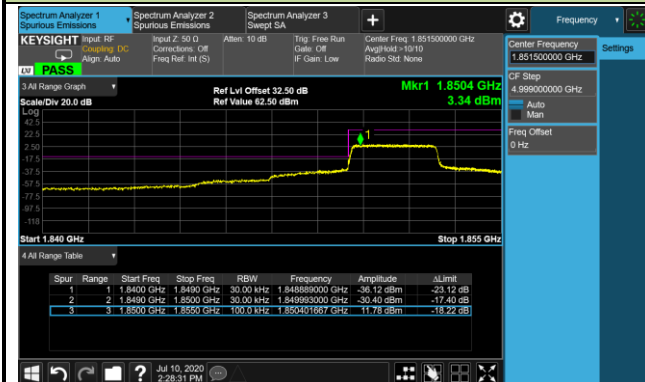 Spectrum Analyzer 1
Spurious Emissions
Spectrum Analyzer 2
Spurious Emissions
Spectrum Analyzer 3
Swept SA
+
Frequency
KEYSIGHT
Input: RF
Coupling: DC
Align: Auto
Input Z: 50 Ω
Corrections: Off
Freq Ref: Int (S)
Atten: 10 dB
Trig: Free Run
Gate: Off
IF Gain: Low
Center Freq: 1.851500000 GHz
Avg|Hold:>10/10
Radio Std: None
LXI PASS
Center Frequency
1.851500000 GHz
Settings
CF Step
4.999000000 GHz
Auto
Man
Freq Offset
0 Hz
3 All Range Graph
Scale/Div 20.0 dB
Ref Lvl Offset 32.50 dB
Ref Value 62.50 dBm
Mkr1 1.8504 GHz
3.34 dBm
Log
42.5
22.5
2.50
-17.5
-37.5
-57.5
-77.5
-97.5
-118
1
Start 1.840 GHz
Stop 1.855 GHz
4 All Range Table
Spur Range Start Freq Stop Freq RBW Frequency Amplitude ΔLimit
1 1 1.8400 GHz 1.8490 GHz 30.00 kHz 1.848889000 GHz -36.12 dBm -23.12 dB
2 2 1.8490 GHz 1.8500 GHz 30.00 kHz 1.849993000 GHz -30.40 dBm -17.40 dB
3 3 1.8500 GHz 1.8550 GHz 100.0 kHz 1.850401667 GHz 11.78 dBm -18.22 dB
?
Jul 10, 2020
2:28:31 PM